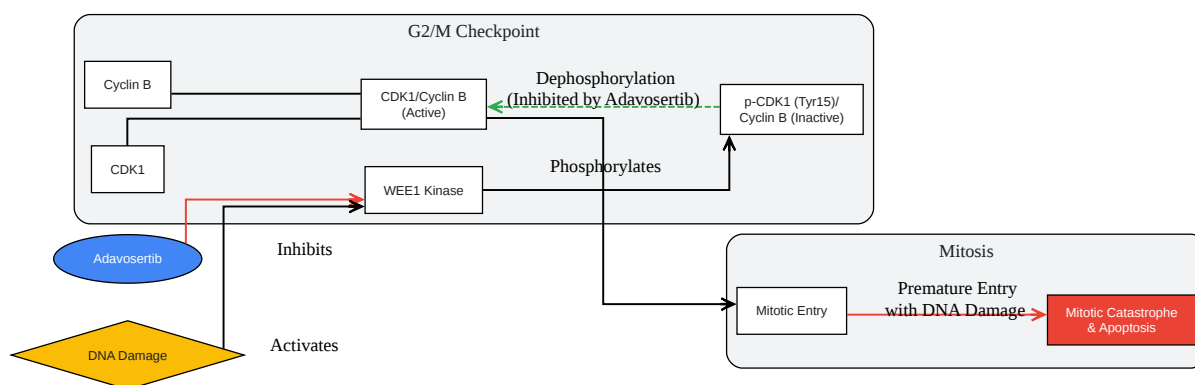 G2/M Checkpoint
Cyclin B
CDK1/Cyclin B
(Active)
Dephosphorylation
(Inhibited by Adavosertib)
p-CDK1 (Tyr15)/
Cyclin B (Inactive)
CDK1
Phosphorylates
WEE1 Kinase
Adavosertib
Inhibits
DNA Damage
Activates
Mitosis
Mitotic Entry
Premature Entry
with DNA Damage
Mitotic Catastrophe
& Apoptosis